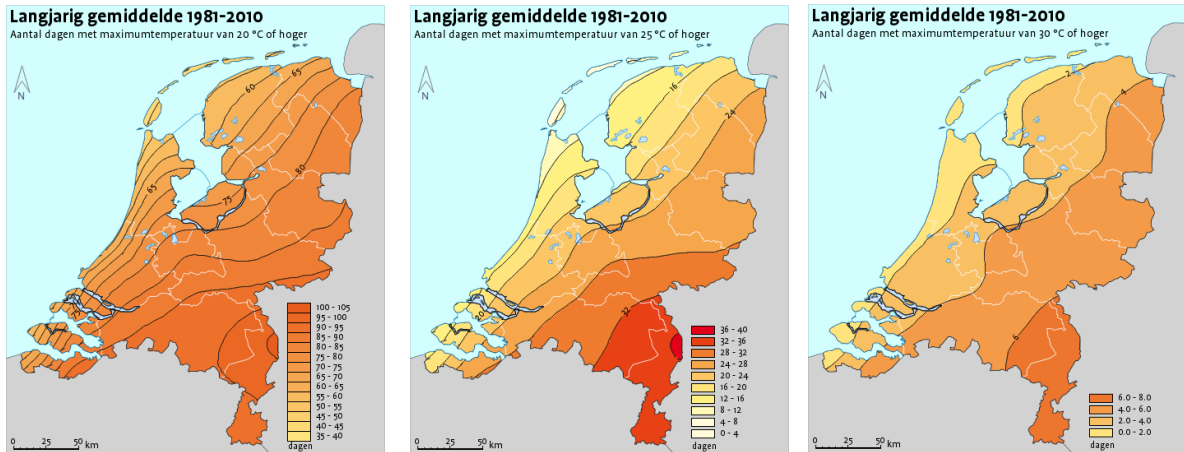 Langjarig gemiddelde 1981-2010
Aantal dagen met maximumtemperatuur van 20 °C of hoger
N
65
60
80
65
75
75
100 - 105
95 - 100
90 - 95
85 - 90
80 - 85
75 - 80
70 - 75
65 - 70
60 - 65
55 - 60
50 - 55
45 - 50
40 - 45
35 - 40
dagen
0 25 50 km
Langjarig gemiddelde 1981-2010
Aantal dagen met maximumtemperatuur van 25 °C of hoger
N
16
24
20
32
36 - 40
32 - 36
28 - 32
24 - 28
20 - 24
16 - 20
12 - 16
8 - 12
4 - 8
0 - 4
dagen
0 25 50 km
Langjarig gemiddelde 1981-2010
Aantal dagen met maximumtemperatuur van 30 °C of hoger
N
2
4
6
6.0 - 8.0
4.0 - 6.0
2.0 - 4.0
0.0 - 2.0
dagen
0 25 50 km